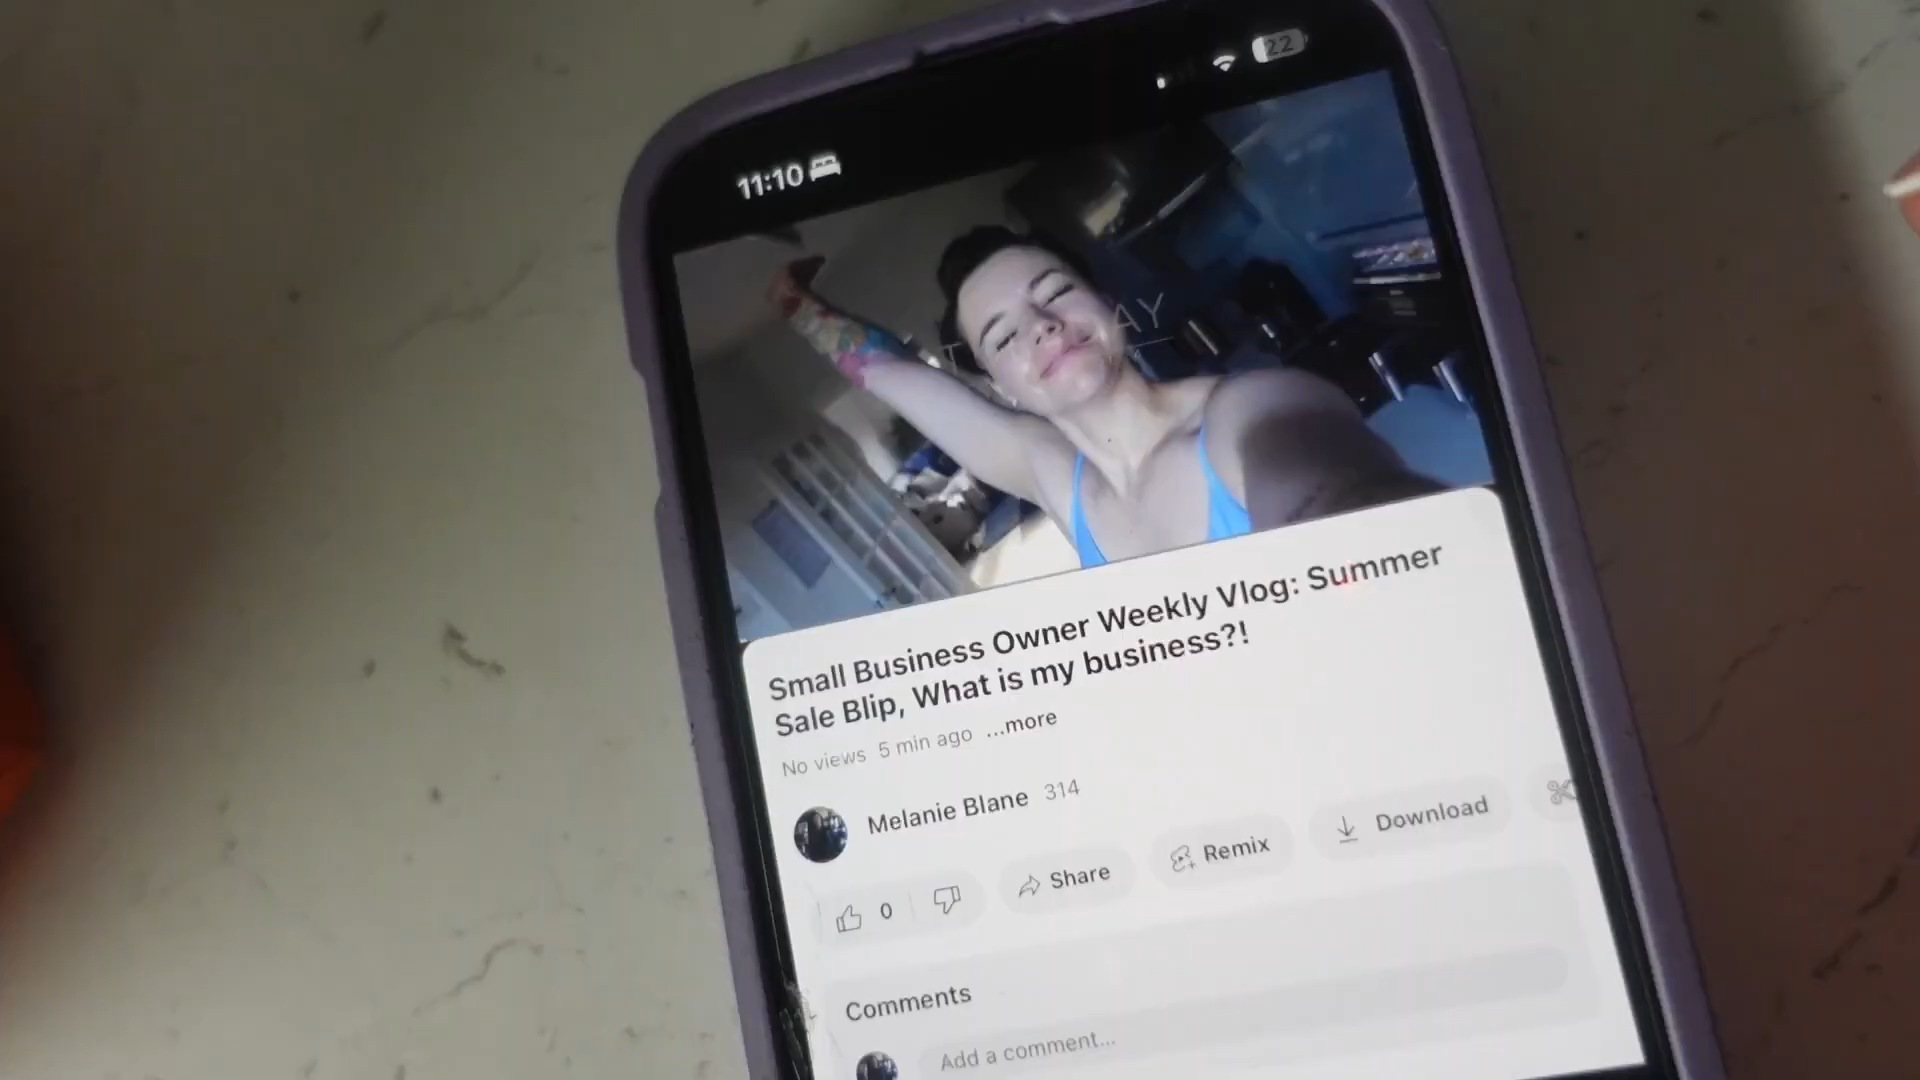 22
11:10
AY
Small Business Owner Weekly Vlog: Summer
Sale Blip, What is my business?!
No views 5 min ago ...more
Melanie Blane 314
0
Share
Remix
Download
Comments
Add a comment...